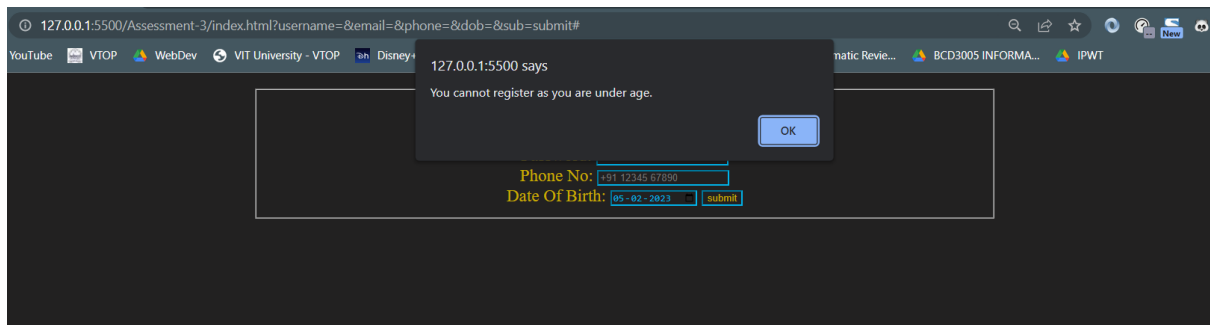 127.0.0.1:5500/Assessment-3/index.html?username=&email=&phone=&dob=&sub=submit#
New
YouTube VTOP WebDev VIT University - VTOP Disney+ matic Revie... BCD3005 INFORMA... IPWT
127.0.0.1:5500 says
You cannot register as you are under age.
OK
Phone No: +91 12345 67890
Date Of Birth: 05-02-2023 submit